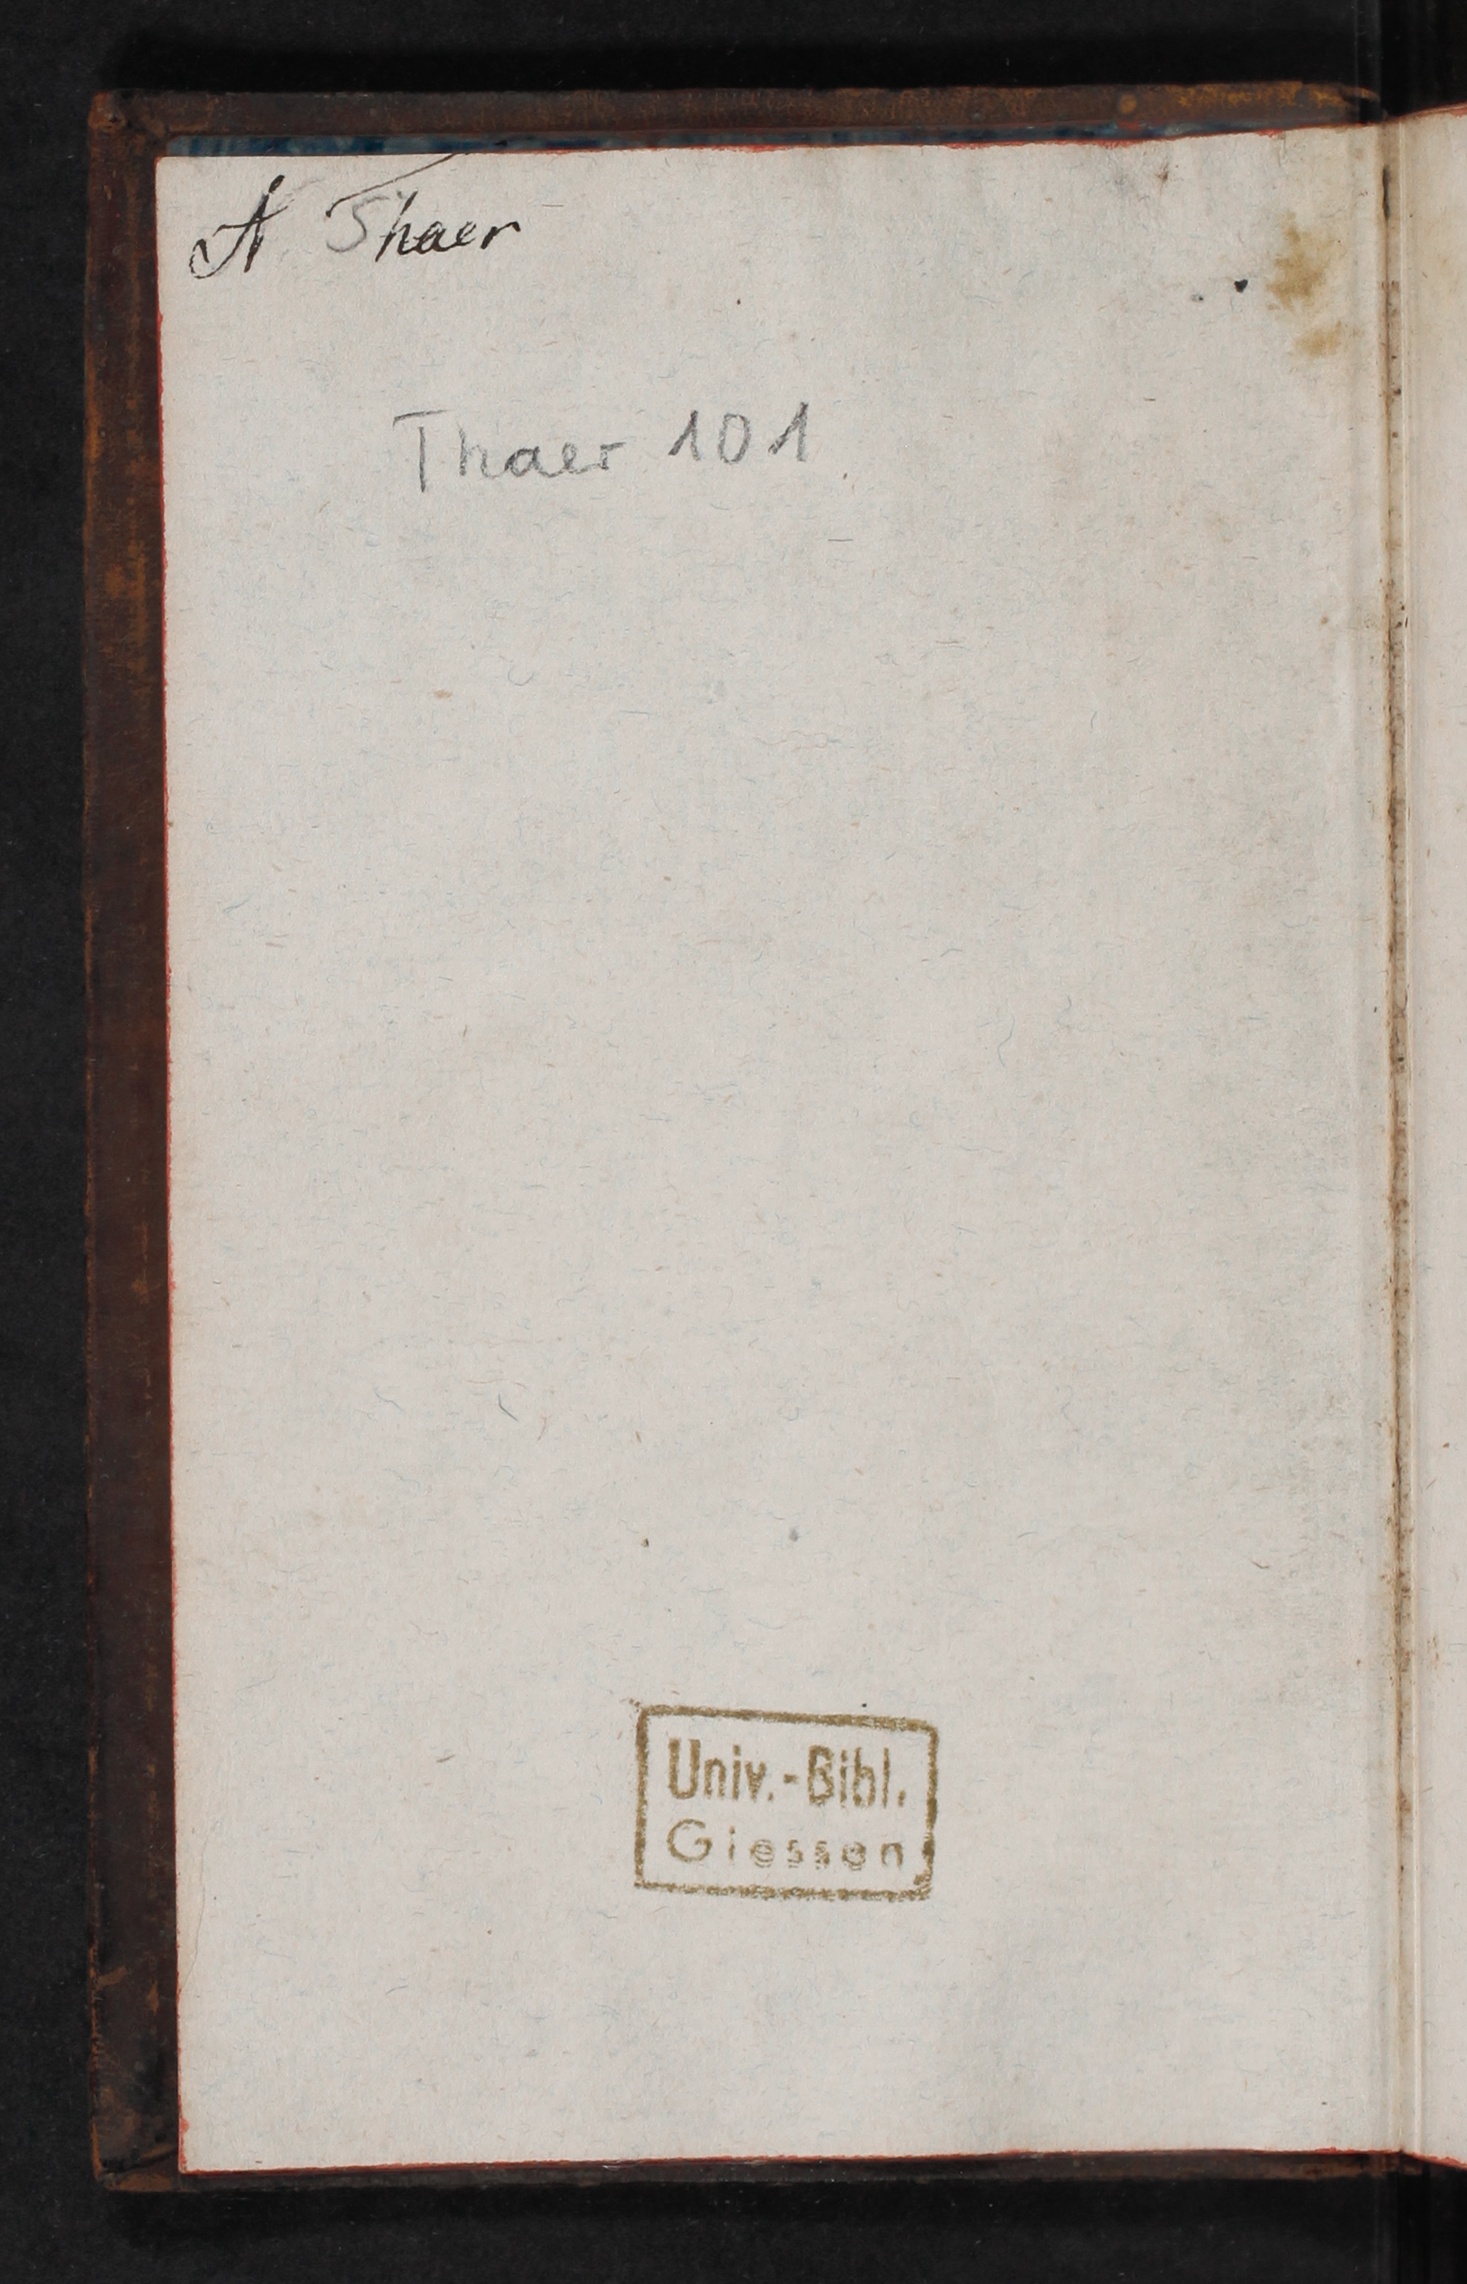 A Thaer
Thaer 101
Univ.-Bibl.
Giessen